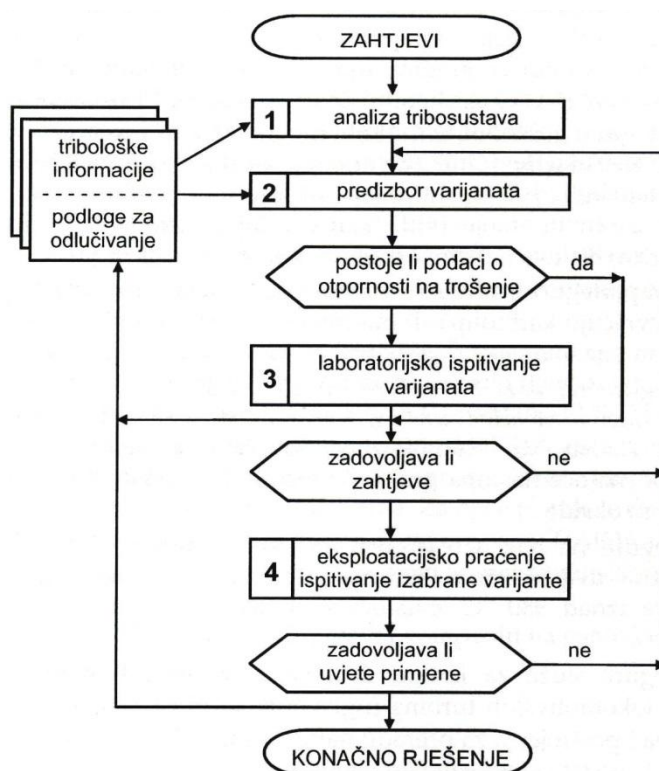 ZAHTJEVI
1
analiza tribosustava
tribološke
informacije
podloge za
odlučivanje
2
predizbor varijanata
postoje li podaci o
otpornosti na trošenje
da
3
laboratorijsko ispitivanje
varijanata
zadovoljava li
zahtjeve
ne
4
eksploatacijsko praćenje
ispitivanje izabrne varijante
zadovoljava li
uvjete primjene
ne
KONAČNO RJEŠENJE